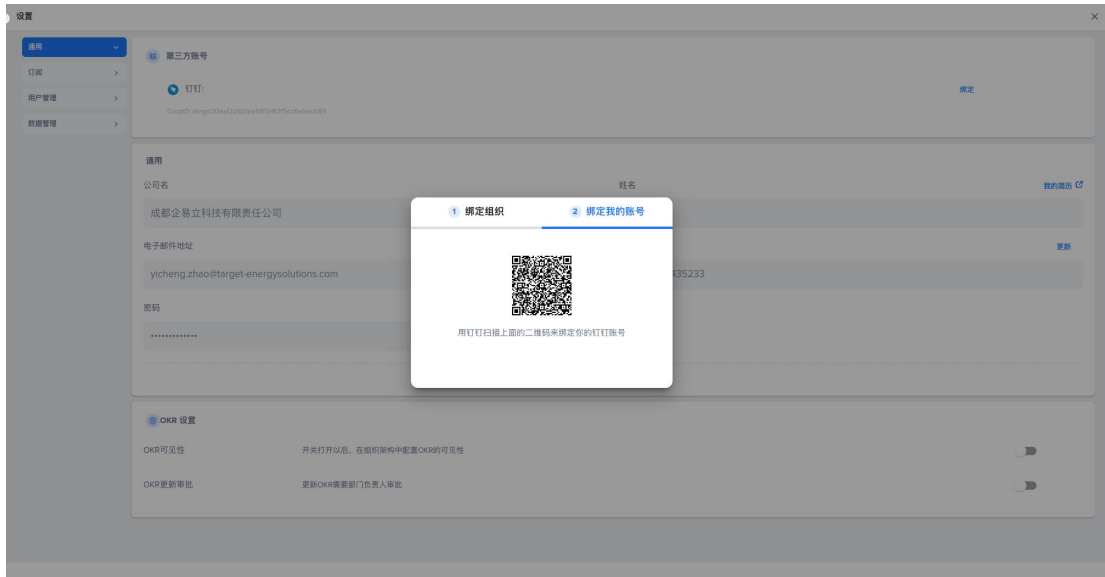 设置
通用
订阅
用户管理
数据管理
第三方账号
钉钉:
绑定
通用
公司名
姓名
我的简历
成都企易立科技有限责任公司
电子邮件地址
更新
yicheng.zhao@target-energysolutions.com
435233
密码
•••••••••••••
1 绑定组织
2 绑定我的账号
用钉钉扫描上面的二维码来绑定你的钉钉账号
OKR 设置
OKR可见性
开关打开以后，在组织架构中配置OKR的可见性
OKR更新审批
更新OKR需要部门负责人审批